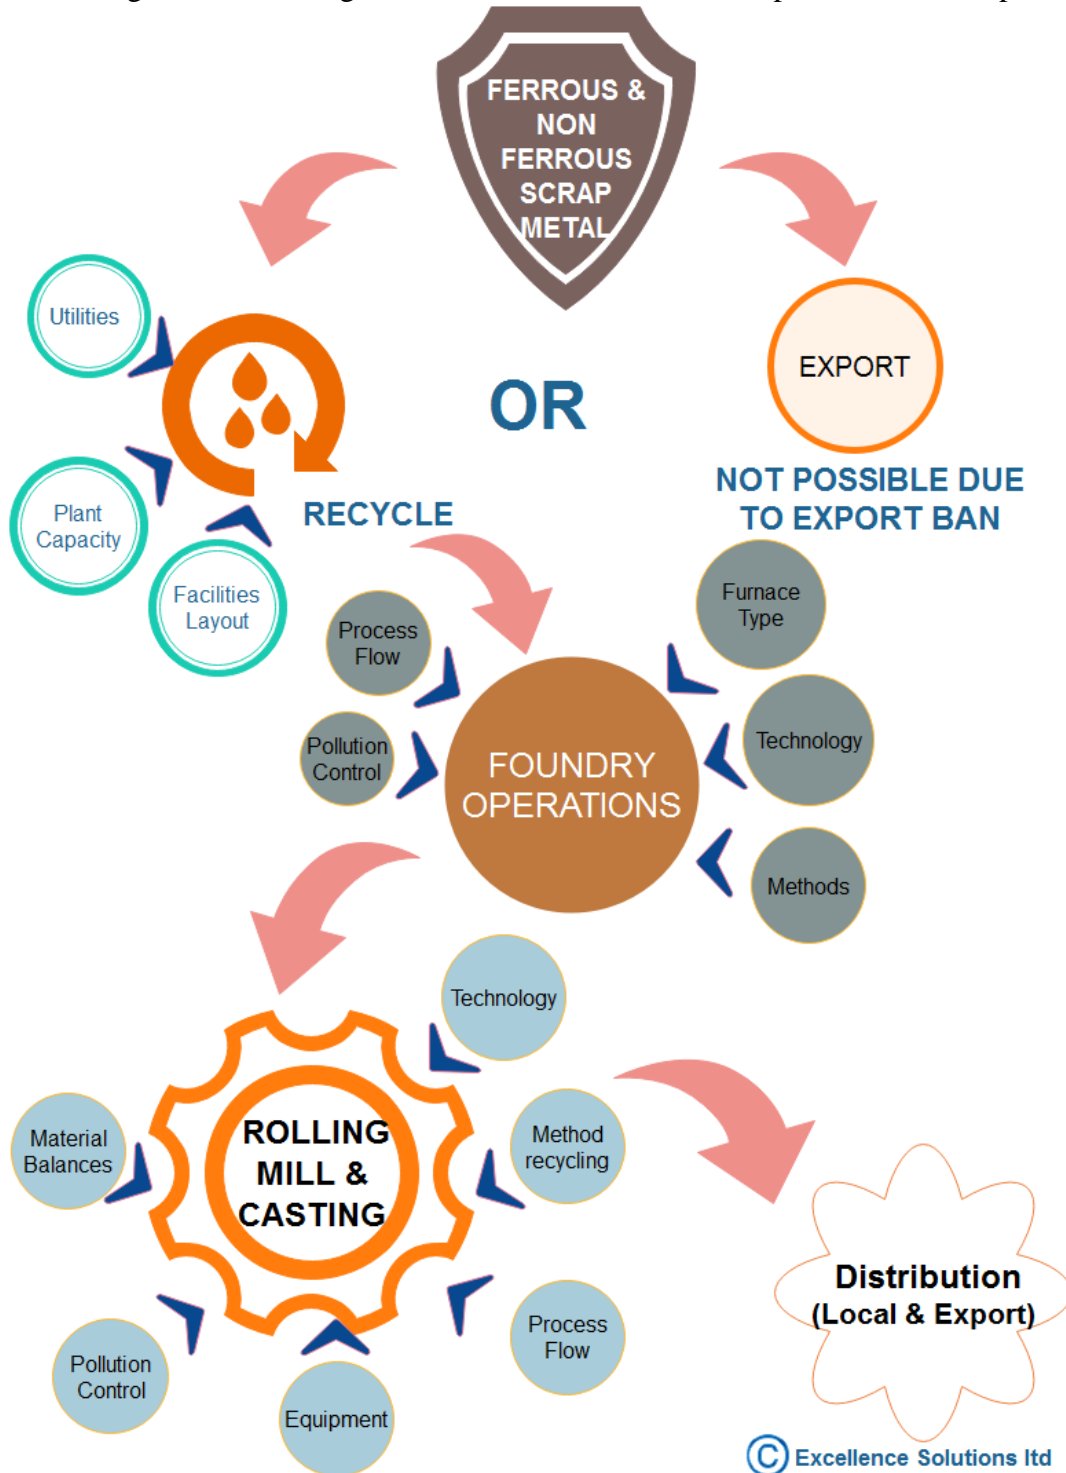 FERROUS &
NON
FERROUS
SCRAP
METAL
Utilities
OR
EXPORT
NOT POSSIBLE DUE
TO EXPORT BAN
Plant
Capacity
RECYCLE
Facilities
Layout
Furnace
Type
Process
Flow
Pollution
Control
FOUNDRY
OPERATIONS
Technology
Methods
Technology
ROLLING
MILL &
CASTING
Material
Balances
Method
recycling
Pollution
Control
Equipment
Process
Flow
Distribution
(Local & Export)
© Excellence Solutions ltd